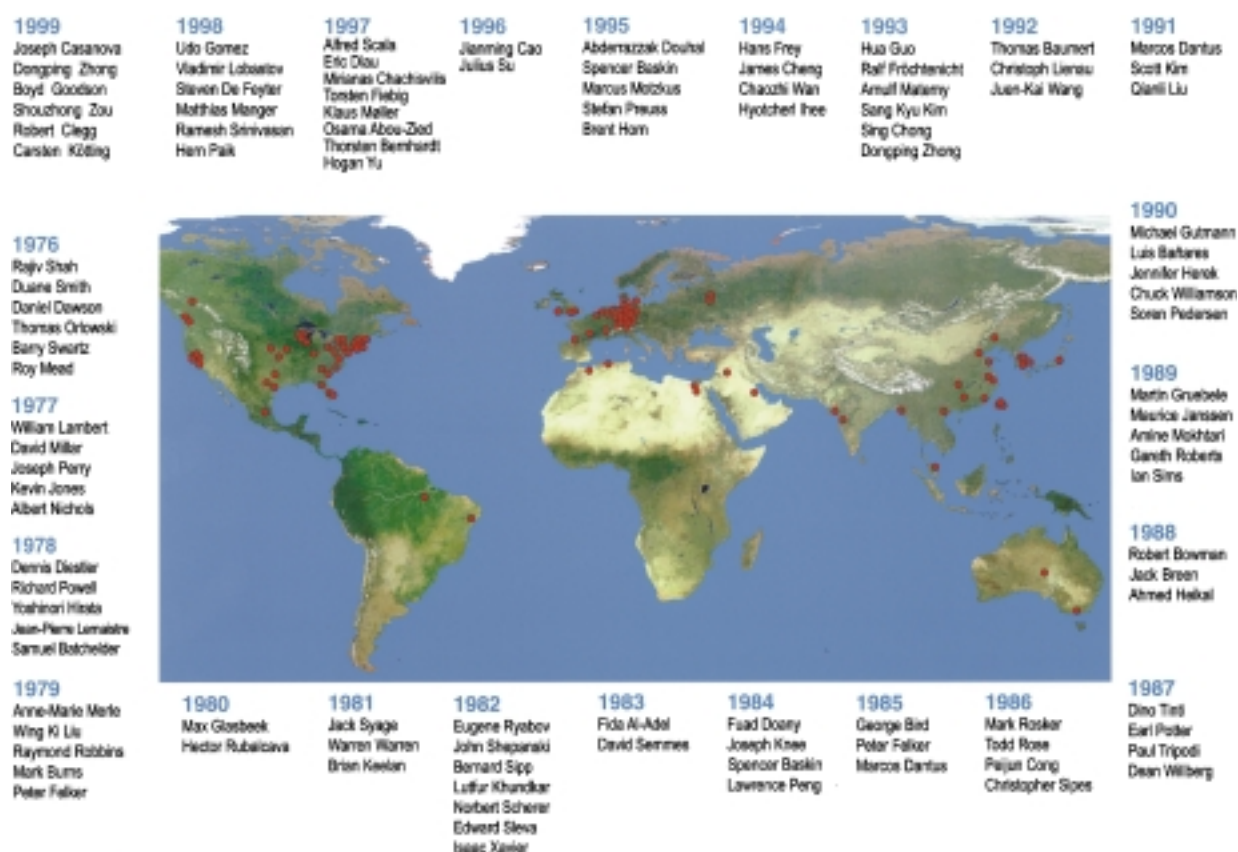 1999
Joseph Casanova
Dongping Zhong
Boyd Goodson
Shouzhong Zou
Robert Clegg
Carsten Kötting
1998
Udo Gomez
Vladimir Lobastov
Steven De Feyter
Matthias Manger
Ramesh Srinivasan
Hern Paik
1997
Alfred Scala
Eric Diau
Mirianas Chachisvilis
Torsten Fiebig
Klaus Møller
Osama Abou-Zied
Thorsten Bernhardt
Hogan Yu
1996
Jianming Cao
Julius Su
1995
Abderrazzak Douhal
Spencer Baskin
Marcus Motzkus
Stefan Preuss
Brent Horn
1994
Hans Frey
James Cheng
Chaozhi Wan
Hyotcherl Ihee
1993
Hua Guo
Ralf Fröchtenicht
Arnulf Materny
Sang Kyu Kim
Sing Chong
Dongping Zhong
1992
Thomas Baumert
Christoph Lienau
Juen-Kai Wang
1991
Marcos Dantus
Scott Kim
Qianli Liu
1990
Michael Gutmann
Luis Bañares
Jennifer Herek
Chuck Williamson
Soren Pedersen
1976
Rajiv Shah
Duane Smith
Daniel Dawson
Thomas Orlowski
Barry Swartz
Roy Mead
1989
Martin Gruebele
Maurice Janssen
Amine Mokhtari
Gareth Roberts
Ian Sims
1977
William Lambert
David Millar
Joseph Perry
Kevin Jones
Albert Nichols
1988
Robert Bowman
Jack Breen
Ahmed Heikal
1978
Dennis Diestler
Richard Powell
Yoshinori Hirata
Jean-Pierre Lemaistre
Samuel Batchelder
1979
Anne-Marie Merle
Wing Ki Liu
Raymond Robbins
Mark Burns
Peter Felker
1980
Max Glasbeek
Hector Rubalcava
1981
Jack Syage
Warren Warren
Brian Keelan
1982
Eugene Ryabov
John Shepanski
Bernard Sipp
Lutfur Khundkar
Norbert Scherer
Edward Sleva
Isaac Xavier
1983
Fida Al-Adel
David Semmes
1984
Fuad Doany
Joseph Knee
Spencer Baskin
Lawrence Peng
1985
George Bird
Peter Felker
Marcos Dantus
1986
Mark Rosker
Todd Rose
Peijun Cong
Christopher Sipes
1987
Dino Tinti
Earl Potter
Paul Tripodi
Dean Willberg